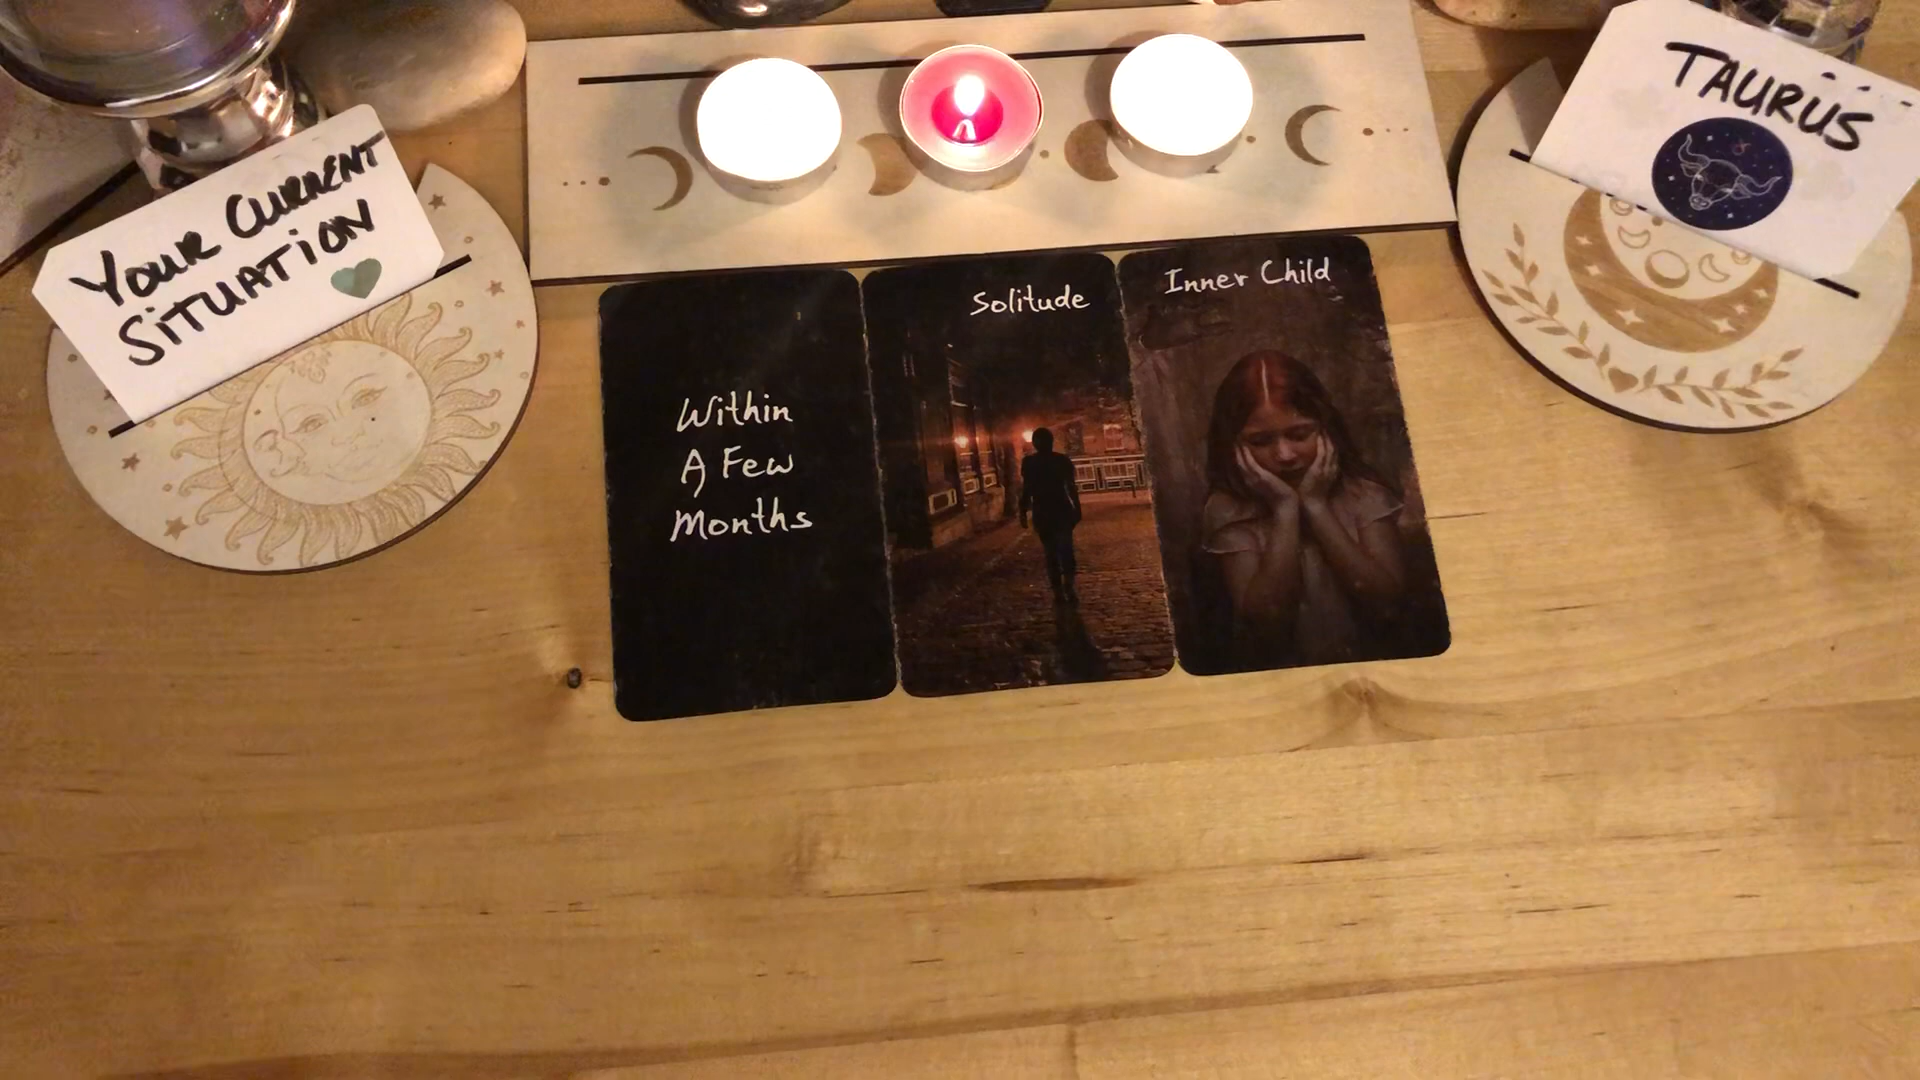 YOUR CURRENT
SITUATION
TAURUS
Within
A Few
Months
Solitude
Inner Child